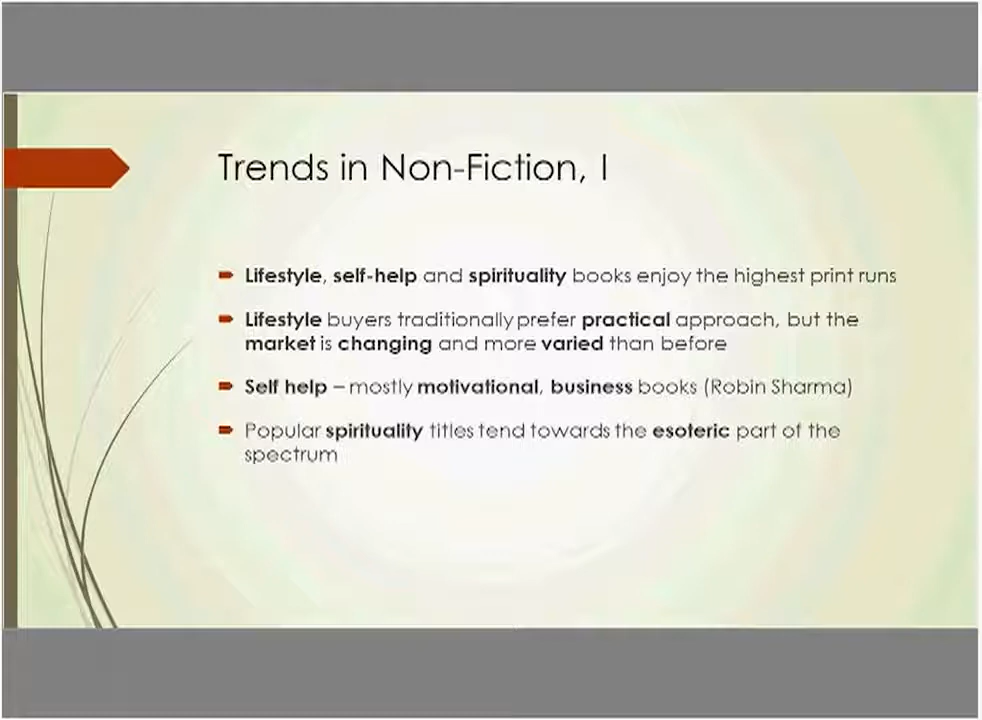 Trends in Non-Fiction, I
Lifestyle, self-help and spirituality books enjoy the highest print runs
Lifestyle buyers traditionally prefer practical approach, but the
market is changing and more varied than before
Self help – mostly motivational, business books (Robin Sharma)
Popular spirituality titles tend towards the esoteric part of the
spectrum